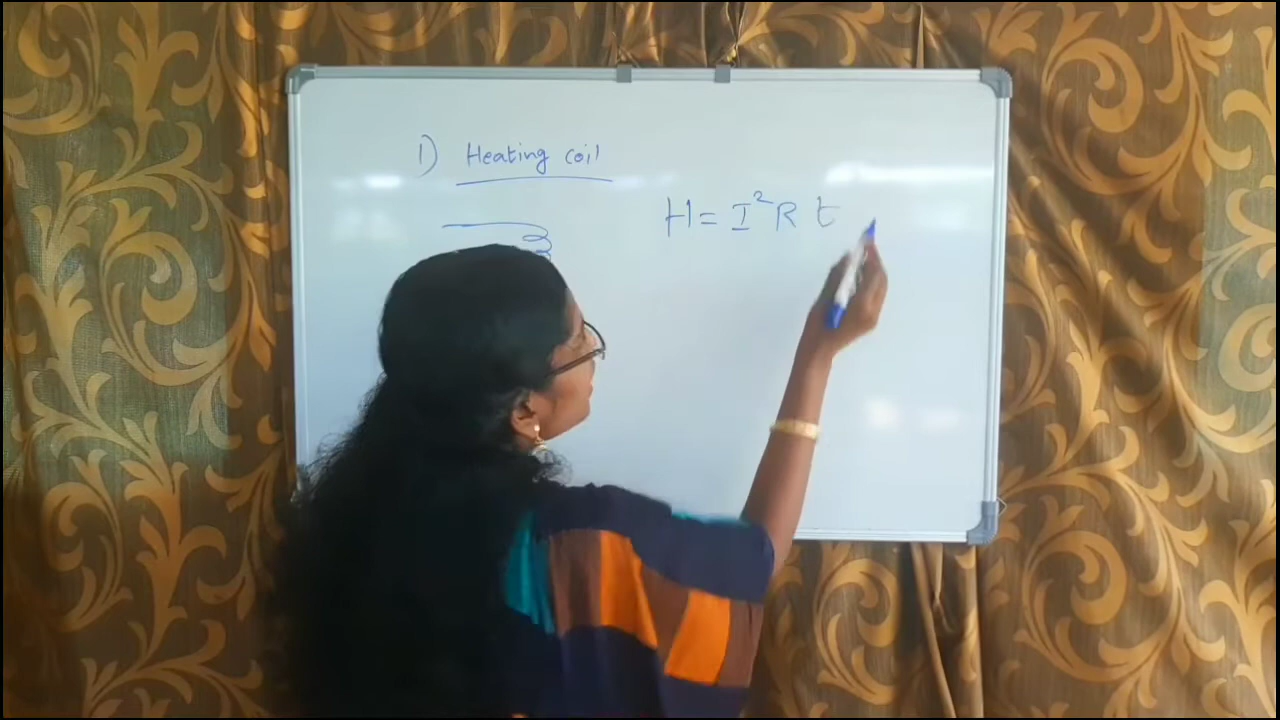 1) Heating coil
H = I²R t